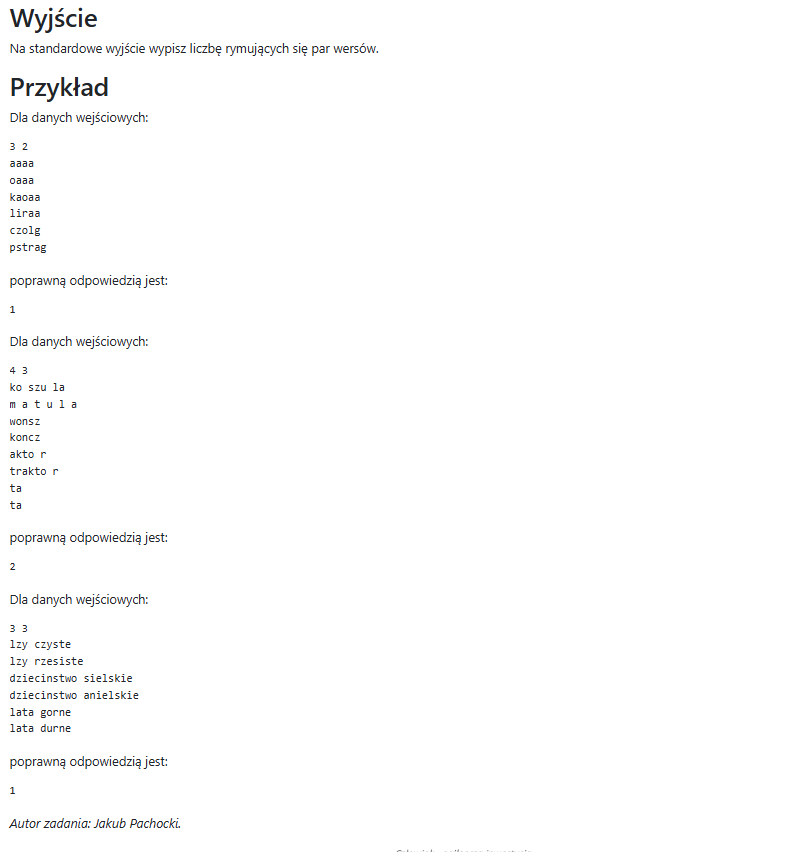 Wyjście
Na standardowe wyjście wypisz liczbę rymujących się par wersów.
Przykład
Dla danych wejściowych:
3 2
aaaa
oaaa
kaoaa
liraa
czolg
pstrag
poprawną odpowiedzią jest:
1
Dla danych wejściowych:
4 3
ko szu la
m a t u l a
wonsz
koncz
akto r
trakto r
ta
ta
poprawną odpowiedzią jest:
2
Dla danych wejściowych:
3 3
lzy czyste
lzy rzesiste
dziecinstwo sielskie
dziecinstwo anielskie
lata gorne
lata durne
poprawną odpowiedzią jest:
1
Autor zadania: Jakub Pachocki.